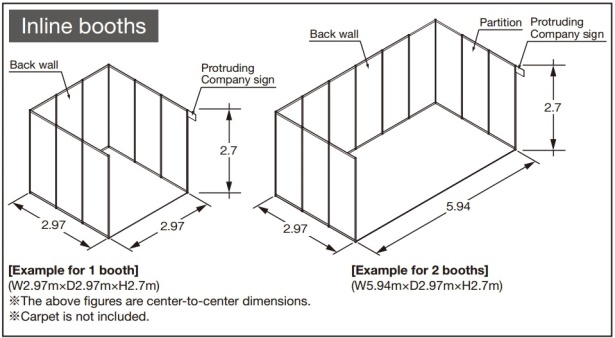 Inline booths
Back wall
Protruding
Company sign
2.7
2.97
2.97
Back wall
Partition
Protruding
Company sign
2.7
2.97
5.94
[Example for 1 booth]
(W2.97m×D2.97m×H2.7m)
[Example for 2 booths]
(W5.94m×D2.97m×H2.7m)
※The above figures are center-to-center dimensions.
※Carpet is not included.